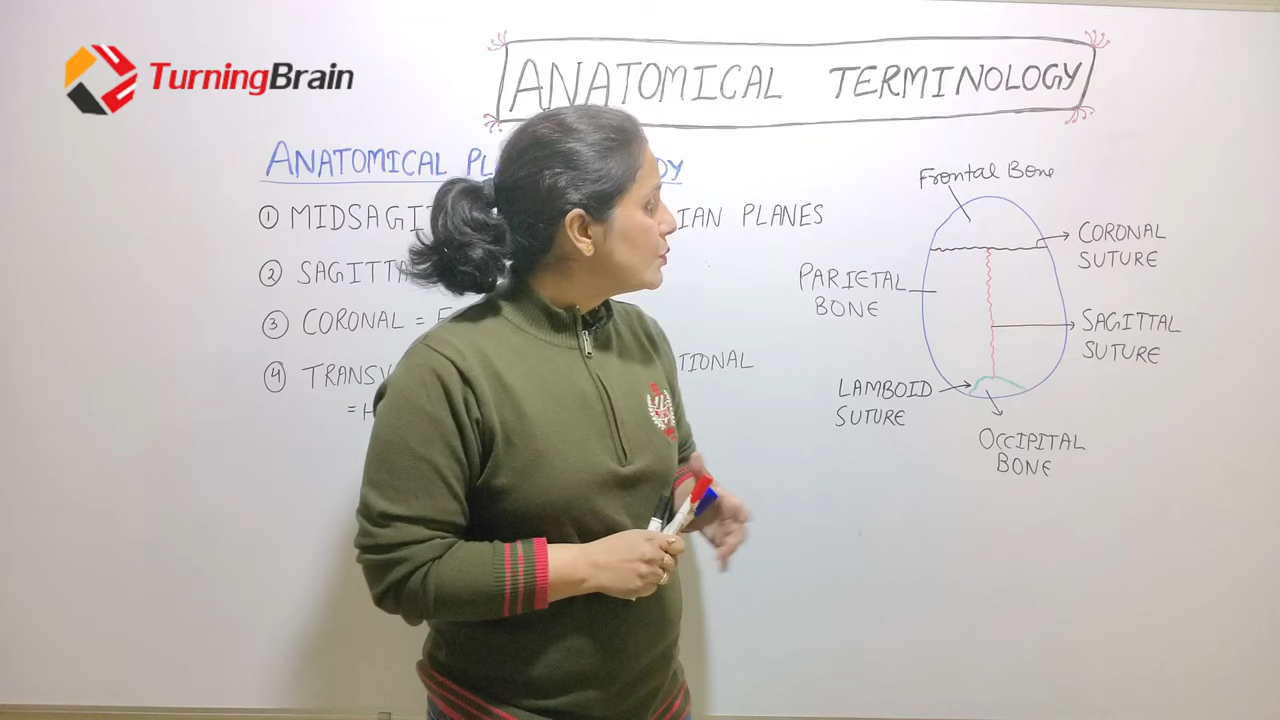 TurningBrain
ANATOMICAL TERMINOLOGY
ANATOMICAL
① MIDSAGIT IAN PLANES
② SAGITTA
③ CORONAL =
④ TRANSV TIONAL
=
Frontal Bone
CORONAL
SUTURE
PARIETAL
BONE
SAGITTAL
SUTURE
LAMBOID
SUTURE
OCCIPITAL
BONE